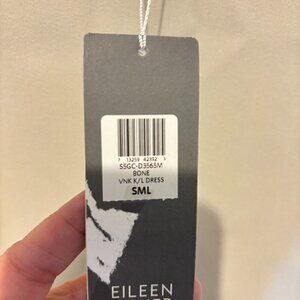 7 13259 42392 3
S5GC-D3565M
BONE
VNK K/L DRESS
SML
EILEEN